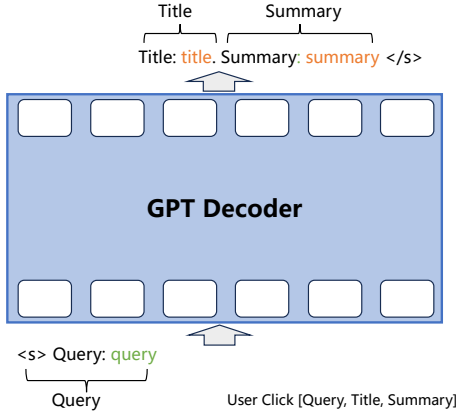 Title Summary
Title: title. Summary: summary </s>
GPT Decoder
<s> Query: query
Query
User Click [Query, Title, Summary]